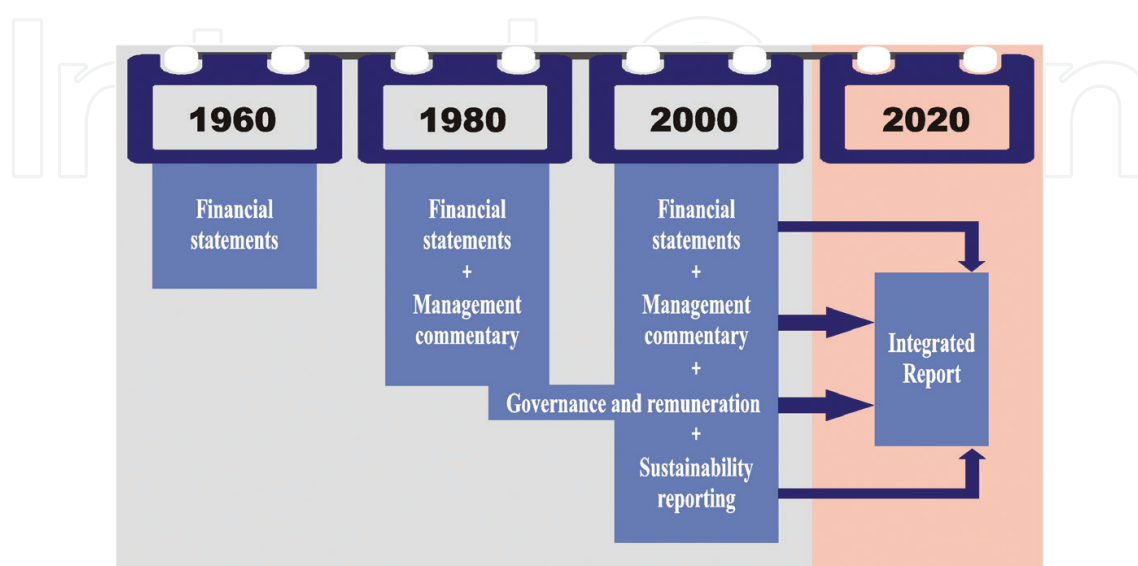 1960
Financial
statements
1980
Financial
statements
+
Management
commentary
2000
Financial
statements
+
Management
commentary
+
Governance and remuneration
+
Sustainability
reporting
2020
Integrated
Report